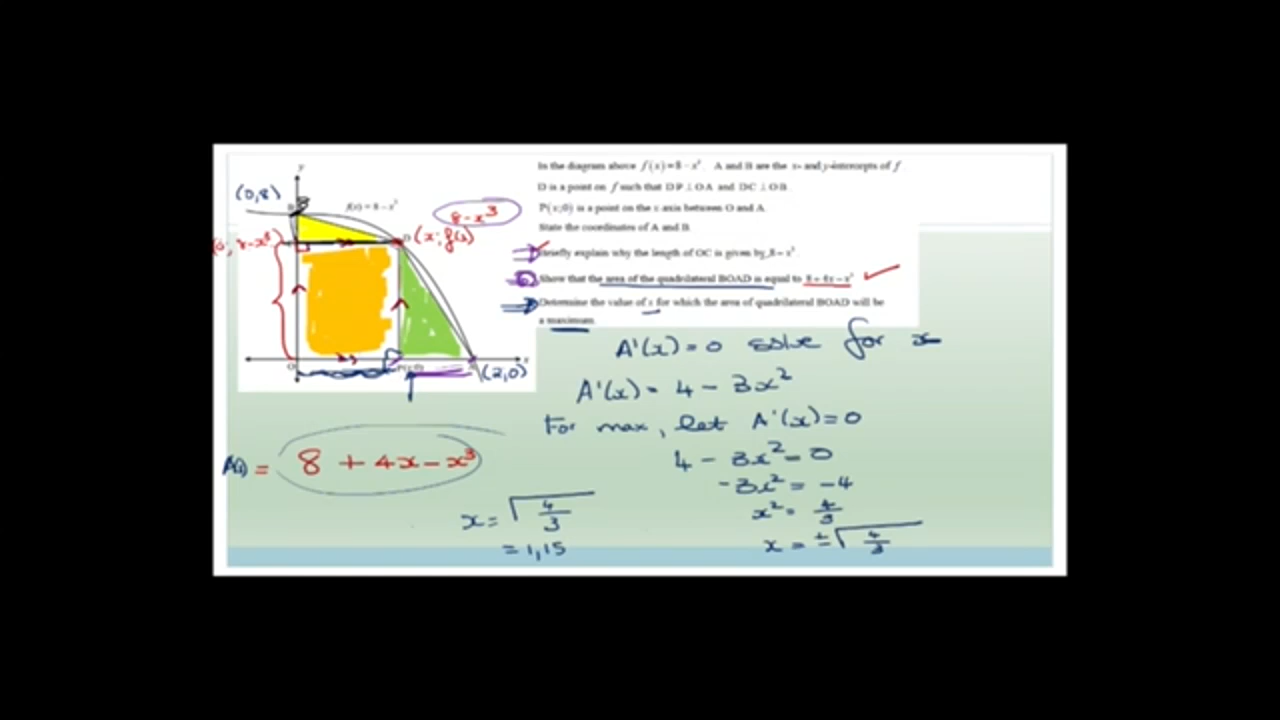 y
(0,8)
B
f(x) = 8 - x³
8-x³
8-x³)
D (x; f(x))
O
P(x;0)
(2,0)
x
In the diagram above f(x)=8-x³. A and B are the x- and y-intercepts of f
D is a point on f such that DP ⊥ OA and DC ⊥ OB
P(x;0) is a point on the x axis between O and A.
State the coordinates of A and B.
Briefly explain why the length of OC is given by 8-x³.
Show that the area of the quadrilateral BOAD is equal to 8+4x-x³
Determine the value of x for which the area of quadrilateral BOAD will be
a maximum.
A'(x) = 0 solve for x
A'(x) = 4 - 3x²
For max, let A'(x) = 0
4 - 3x² = 0
-3x² = -4
x² = 4/3
x = ±√4/3
A(x) = 8 + 4x - x³
x = √4/3
= 1,15